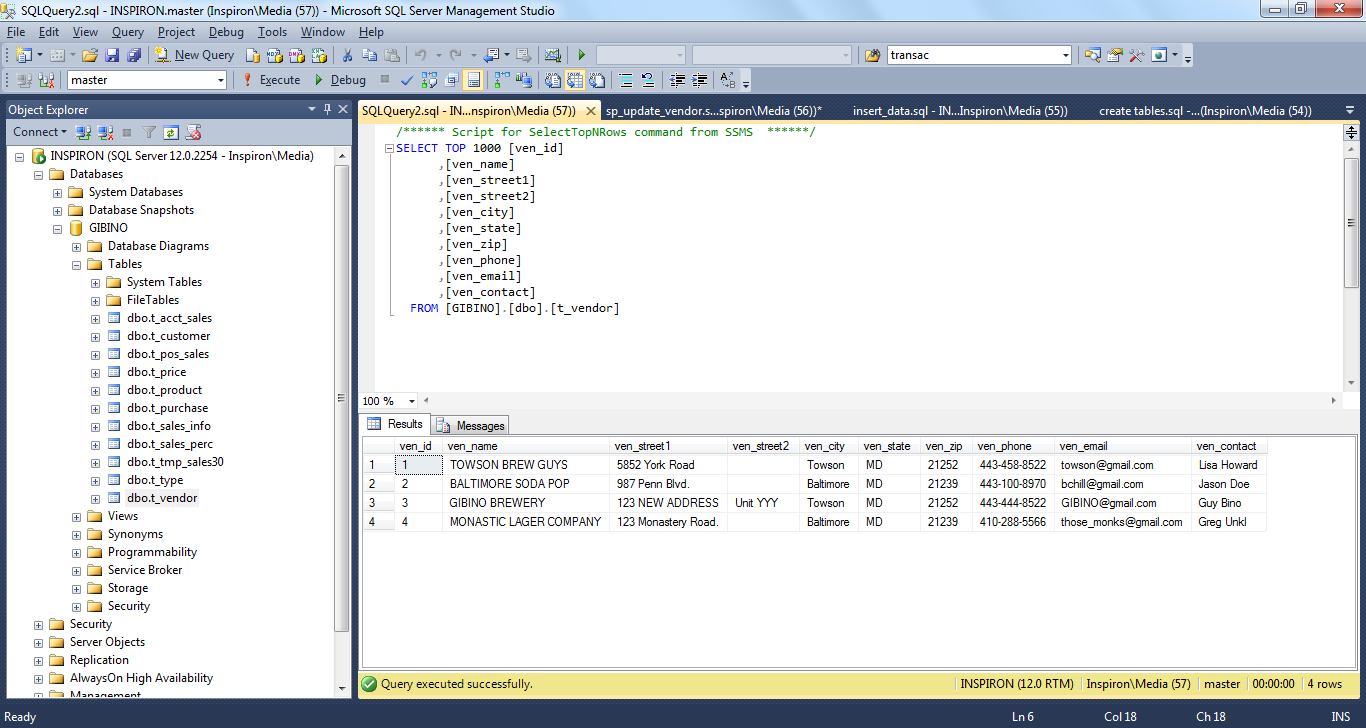 SQLQuery2.sql - INSPIRON.master (Inspiron\Media (57)) - Microsoft SQL Server Management Studio
File Edit View Query Project Debug Tools Window Help
New Query transac
master Execute Debug
Object Explorer
Connect
INSPIRON (SQL Server 12.0.2254 - Inspiron\Media)
Databases
System Databases
Database Snapshots
GIBINO
Database Diagrams
Tables
System Tables
FileTables
dbo.t_acct_sales
dbo.t_customer
dbo.t_pos_sales
dbo.t_price
dbo.t_product
dbo.t_purchase
dbo.t_sales_info
dbo.t_sales_perc
dbo.t_tmp_sales30
dbo.t_type
dbo.t_vendor
Views
Synonyms
Programmability
Service Broker
Storage
Security
Security
Server Objects
Replication
AlwaysOn High Availability
Management
SQLQuery2.sql - IN...nspiron\Media (57)) sp_update_vendor.s...spiron\Media (56))* insert_data.sql - IN...Inspiron\Media (55)) create tables.sql -...(Inspiron\Media (54))
/****** Script for SelectTopNRows command from SSMS ******/
SELECT TOP 1000 [ven_id]
,[ven_name]
,[ven_street1]
,[ven_street2]
,[ven_city]
,[ven_state]
,[ven_zip]
,[ven_phone]
,[ven_email]
,[ven_contact]
FROM [GIBINO].[dbo].[t_vendor]
100 %
Results Messages
ven_id ven_name ven_street1 ven_street2 ven_city ven_state ven_zip ven_phone ven_email ven_contact
1 1 TOWSON BREW GUYS 5852 York Road Towson MD 21252 443-458-8522 towson@gmail.com Lisa Howard
2 2 BALTIMORE SODA POP 987 Penn Blvd. Baltimore MD 21239 443-100-8970 bchill@gmail.com Jason Doe
3 3 GIBINO BREWERY 123 NEW ADDRESS Unit YYY Towson MD 21252 443-444-8522 GIBINO@gmail.com Guy Bino
4 4 MONASTIC LAGER COMPANY 123 Monastery Road. Baltimore MD 21239 410-288-5566 those_monks@gmail.com Greg Unkl
Query executed successfully. INSPIRON (12.0 RTM) Inspiron\Media (57) master 00:00:00 4 rows
Ready Ln 6 Col 18 Ch 18 INS